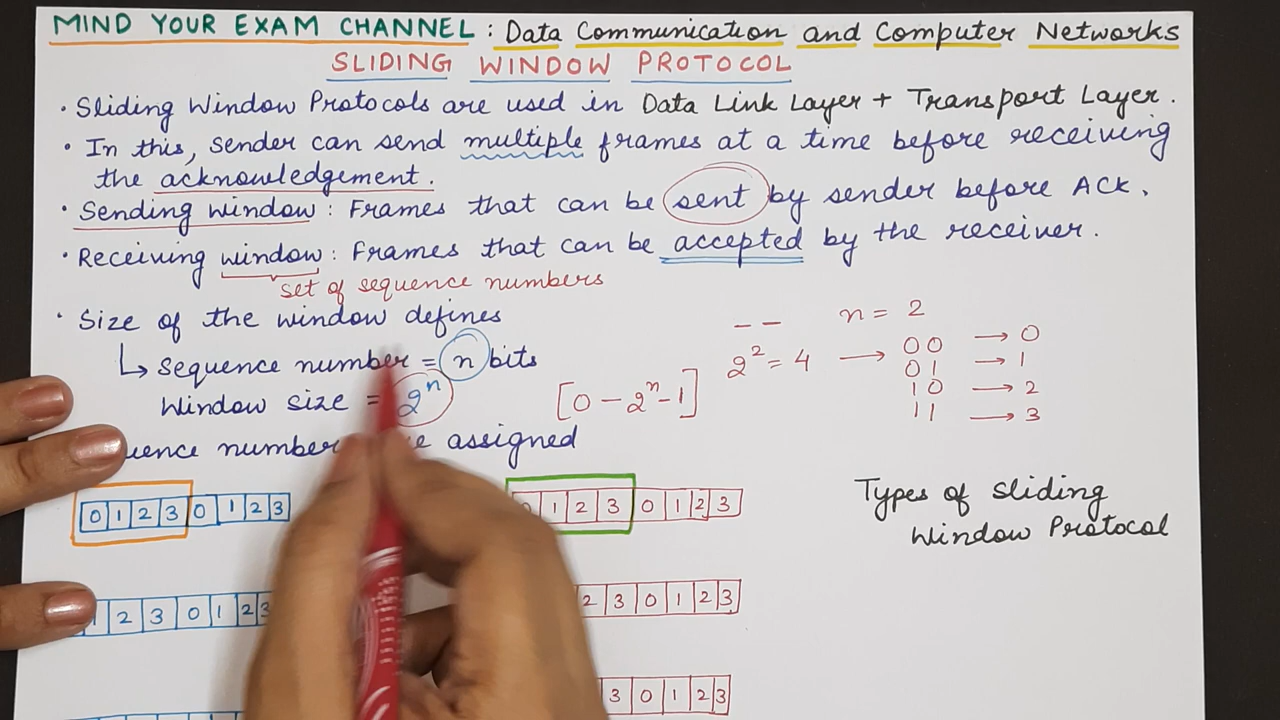 MIND YOUR EXAM CHANNEL : Data Communication and Computer Networks
SLIDING WINDOW PROTOCOL
· Sliding Window Protocols are used in Data Link Layer + Transport Layer.
· In this, sender can send multiple frames at a time before receiving
the acknowledgement.
· Sending window : Frames that can be sent by sender before ACK.
· Receiving window : Frames that can be accepted by the receiver.
set of sequence numbers
· Size of the window defines
↳ Sequence number = n bits
Window size = 2^n
[0 - 2^n - 1]
assigned
— — n = 2
2^2 = 4 → 00 → 0
01 → 1
10 → 2
11 → 3
0 1 2 3 0 1 2 3
1 2 3 0 1 2 3
Types of Sliding
Window Protocol
2 3 0 1 2 3
2 3 0 1 2 3
3 0 1 2 3